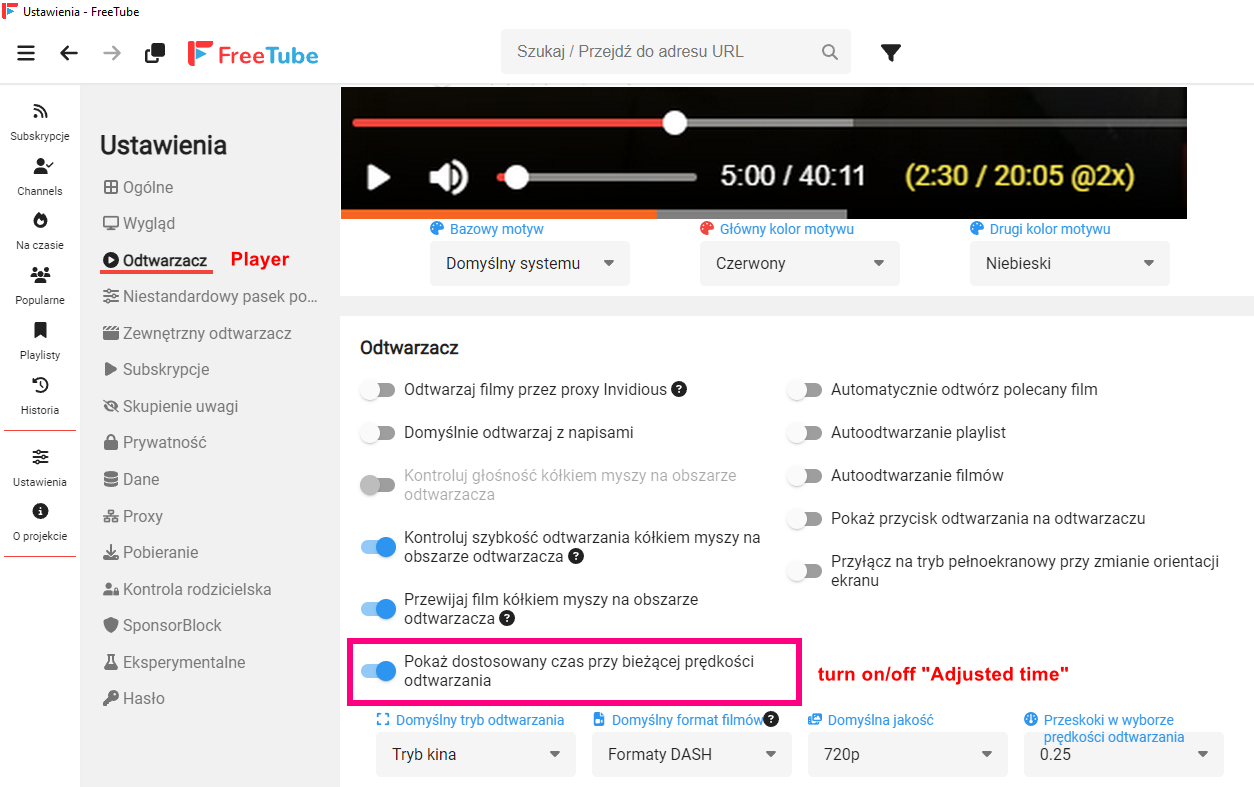 Ustawienia - FreeTube
FreeTube
Szukaj / Przejdź do adresu URL
Subskrypcje
Channels
Na czasie
Popularne
Playlisty
Historia
Ustawienia
O projekcie
Ustawienia
Ogólne
Wygląd
Odtwarzacz
Player
Niestandardowy pasek po...
Zewnętrzny odtwarzacz
Subskrypcje
Skupienie uwagi
Prywatność
Dane
Proxy
Pobieranie
Kontrola rodzicielska
SponsorBlock
Eksperymentalne
Hasło
5:00 / 40:11
(2:30 / 20:05 @2x)
Bazowy motyw
Domyślny systemu
Główny kolor motywu
Czerwony
Drugi kolor motywu
Niebieski
Odtwarzacz
Odtwarzaj filmy przez proxy Invidious
Domyślnie odtwarzaj z napisami
Kontroluj głośność kółkiem myszy na obszarze
odtwarzacza
Kontroluj szybkość odtwarzania kółkiem myszy na
obszarze odtwarzacza
Przewijaj film kółkiem myszy na obszarze
odtwarzacza
Pokaż dostosowany czas przy bieżącej prędkości
odtwarzania
Automatycznie odtwórz polecany film
Autoodtwarzanie playlist
Autoodtwarzanie filmów
Pokaż przycisk odtwarzania na odtwarzaczu
Przyłącz na tryb pełnoekranowy przy zmianie orientacji
ekranu
turn on/off "Adjusted time"
Domyślny tryb odtwarzania
Tryb kina
Domyślny format filmów
Formaty DASH
Domyślna jakość
720p
Przeskoki w wyborze
prędkości odtwarzania
0.25